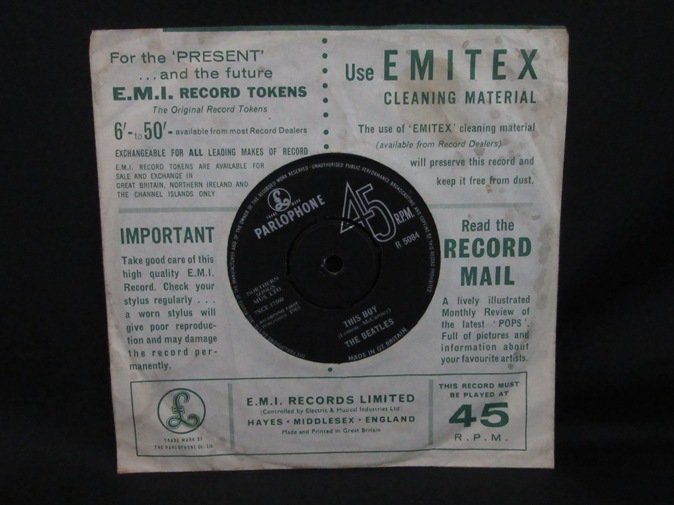 For the 'PRESENT'
...and the future
E.M.I. RECORD TOKENS
The Original Record Tokens
6'- to 50'- available from most Record Dealers
EXCHANGEABLE FOR ALL LEADING MAKES OF RECORD
E.M.I. RECORD TOKENS ARE AVAILABLE FOR
SALE AND EXCHANGE IN
GREAT BRITAIN, NORTHERN IRELAND AND
THE CHANNEL ISLANDS ONLY.
Use EMITEX
CLEANING MATERIAL
The use of 'EMITEX' cleaning material
(available from Record Dealers)
will preserve this record and
keep it free from dust.
IMPORTANT
Take good care of this
high quality E.M.I.
Record. Check your
stylus regularly ...
a worn stylus will
give poor reproduc-
tion and may damage
the record per-
manently.
PARLOPHONE
45 R.P.M.
R 5084
THIS BOY
THE BEATLES
MADE IN GT. BRITAIN
Read the
RECORD
MAIL
A lively illustrated
Monthly Review of
the latest 'POPS'.
Full of pictures and
information about
your favourite artists.
£
TRADE MARK OF
THE PARLOPHONE Co. Ltd.
E.M.I. RECORDS LIMITED
(Controlled by Electric & Musical Industries Ltd.
HAYES · MIDDLESEX · ENGLAND
Made and Printed in Great Britain
THIS RECORD MUST
BE PLAYED AT
45
R.P.M.